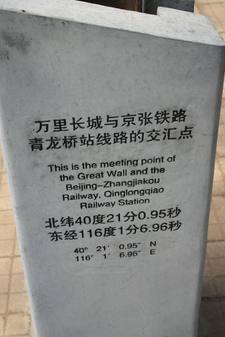 万里长城与京张铁路
青龙桥站线路的交汇点
This is the meeting point of
the Great Wall and the
Beijing-Zhangjiakou
Railway, Qinglongqiao
Railway Station
北纬40度21分0.95秒
东经116度1分6.96秒
40° 21′ 0.95″ N
116° 1′ 6.96″ E